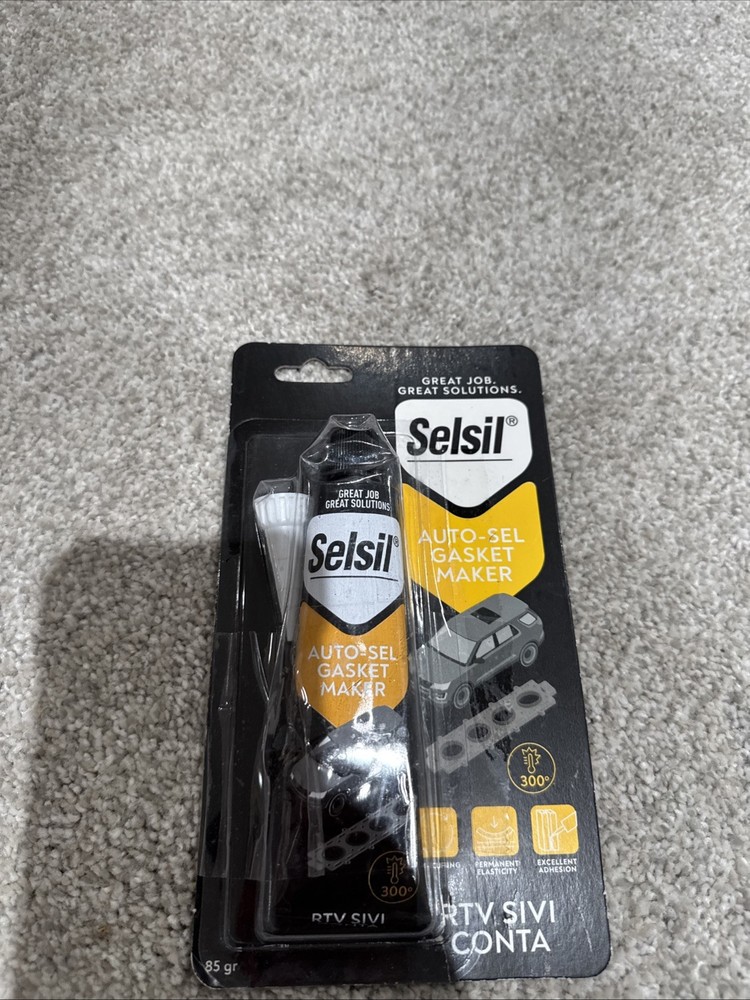 GREAT JOB.
GREAT SOLUTIONS.
Selsil®
AUTO-SEL
GASKET
MAKER
300°
PERMANENT
ELASTICITY
EXCELLENT
ADHESION
RTV SIVI
CONTA
85 gr
GREAT JOB
GREAT SOLUTIONS
Selsil®
AUTO-SEL
GASKET
MAKER
300°
RTV SIVI